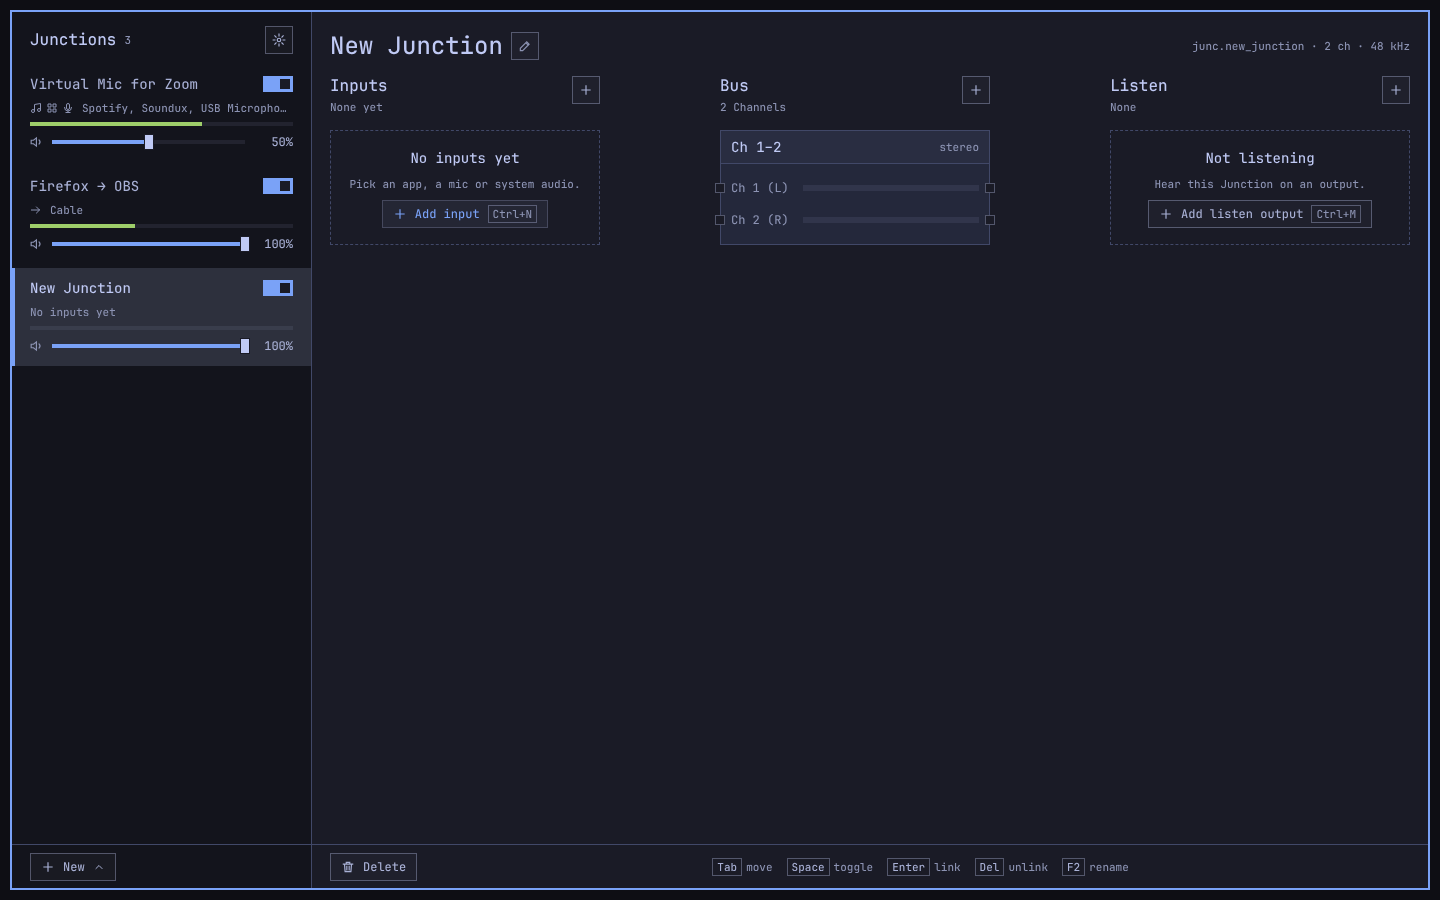 Junctions 3
Virtual Mic for Zoom
Spotify, Soundux, USB Micropho…
50%
Firefox → OBS
Cable
100%
New Junction
No inputs yet
100%
New
New Junction
junc.new_junction · 2 ch · 48 kHz
Inputs
None yet
No inputs yet
Pick an app, a mic or system audio.
Add input Ctrl+N
Bus
2 Channels
Ch 1–2 stereo
Ch 1 (L)
Ch 2 (R)
Listen
None
Not listening
Hear this Junction on an output.
Add listen output Ctrl+M
Delete
Tab move Space toggle Enter link Del unlink F2 rename